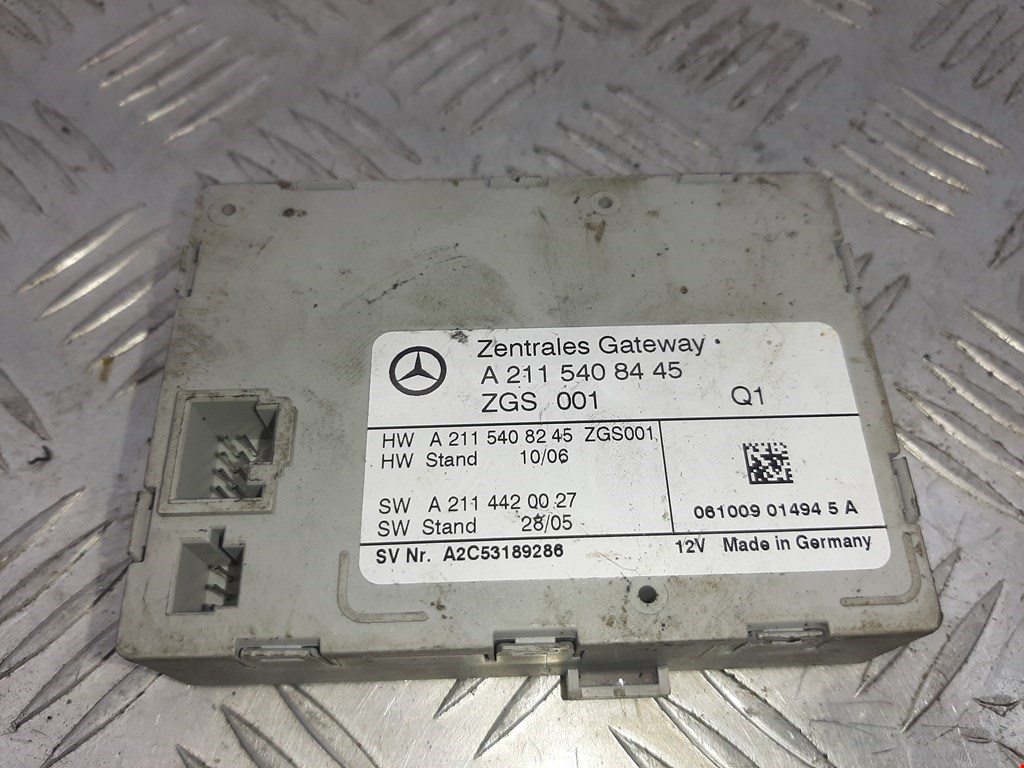 Zentrales Gateway
A 211 540 84 45
ZGS 001 Q1
HW A 211 540 82 45 ZGS001
HW Stand 10/06
SW A 211 442 00 27
SW Stand 28/05
061009 01494 5 A
SV Nr. A2C53189286 12V Made in Germany